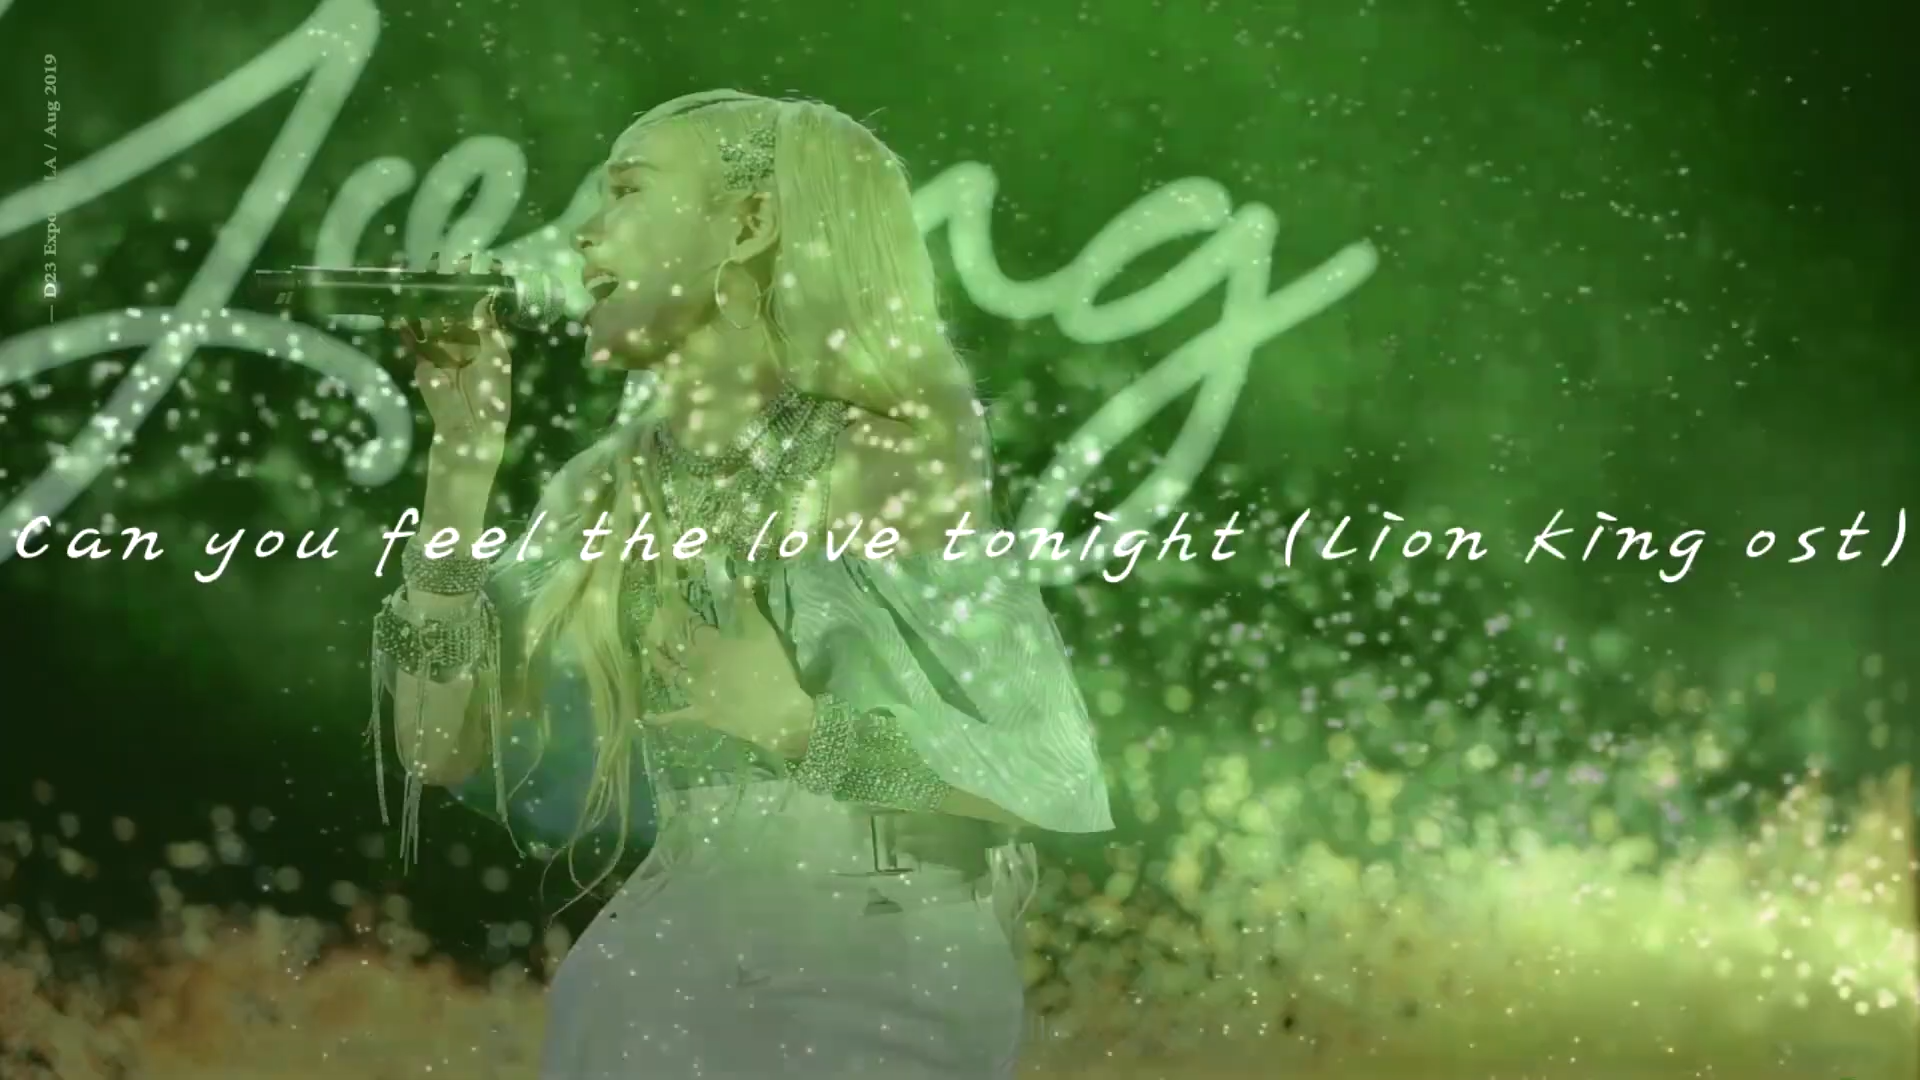 — D23 Expo LA / Aug 2019
Can you feel the love tonight (Lion king ost)